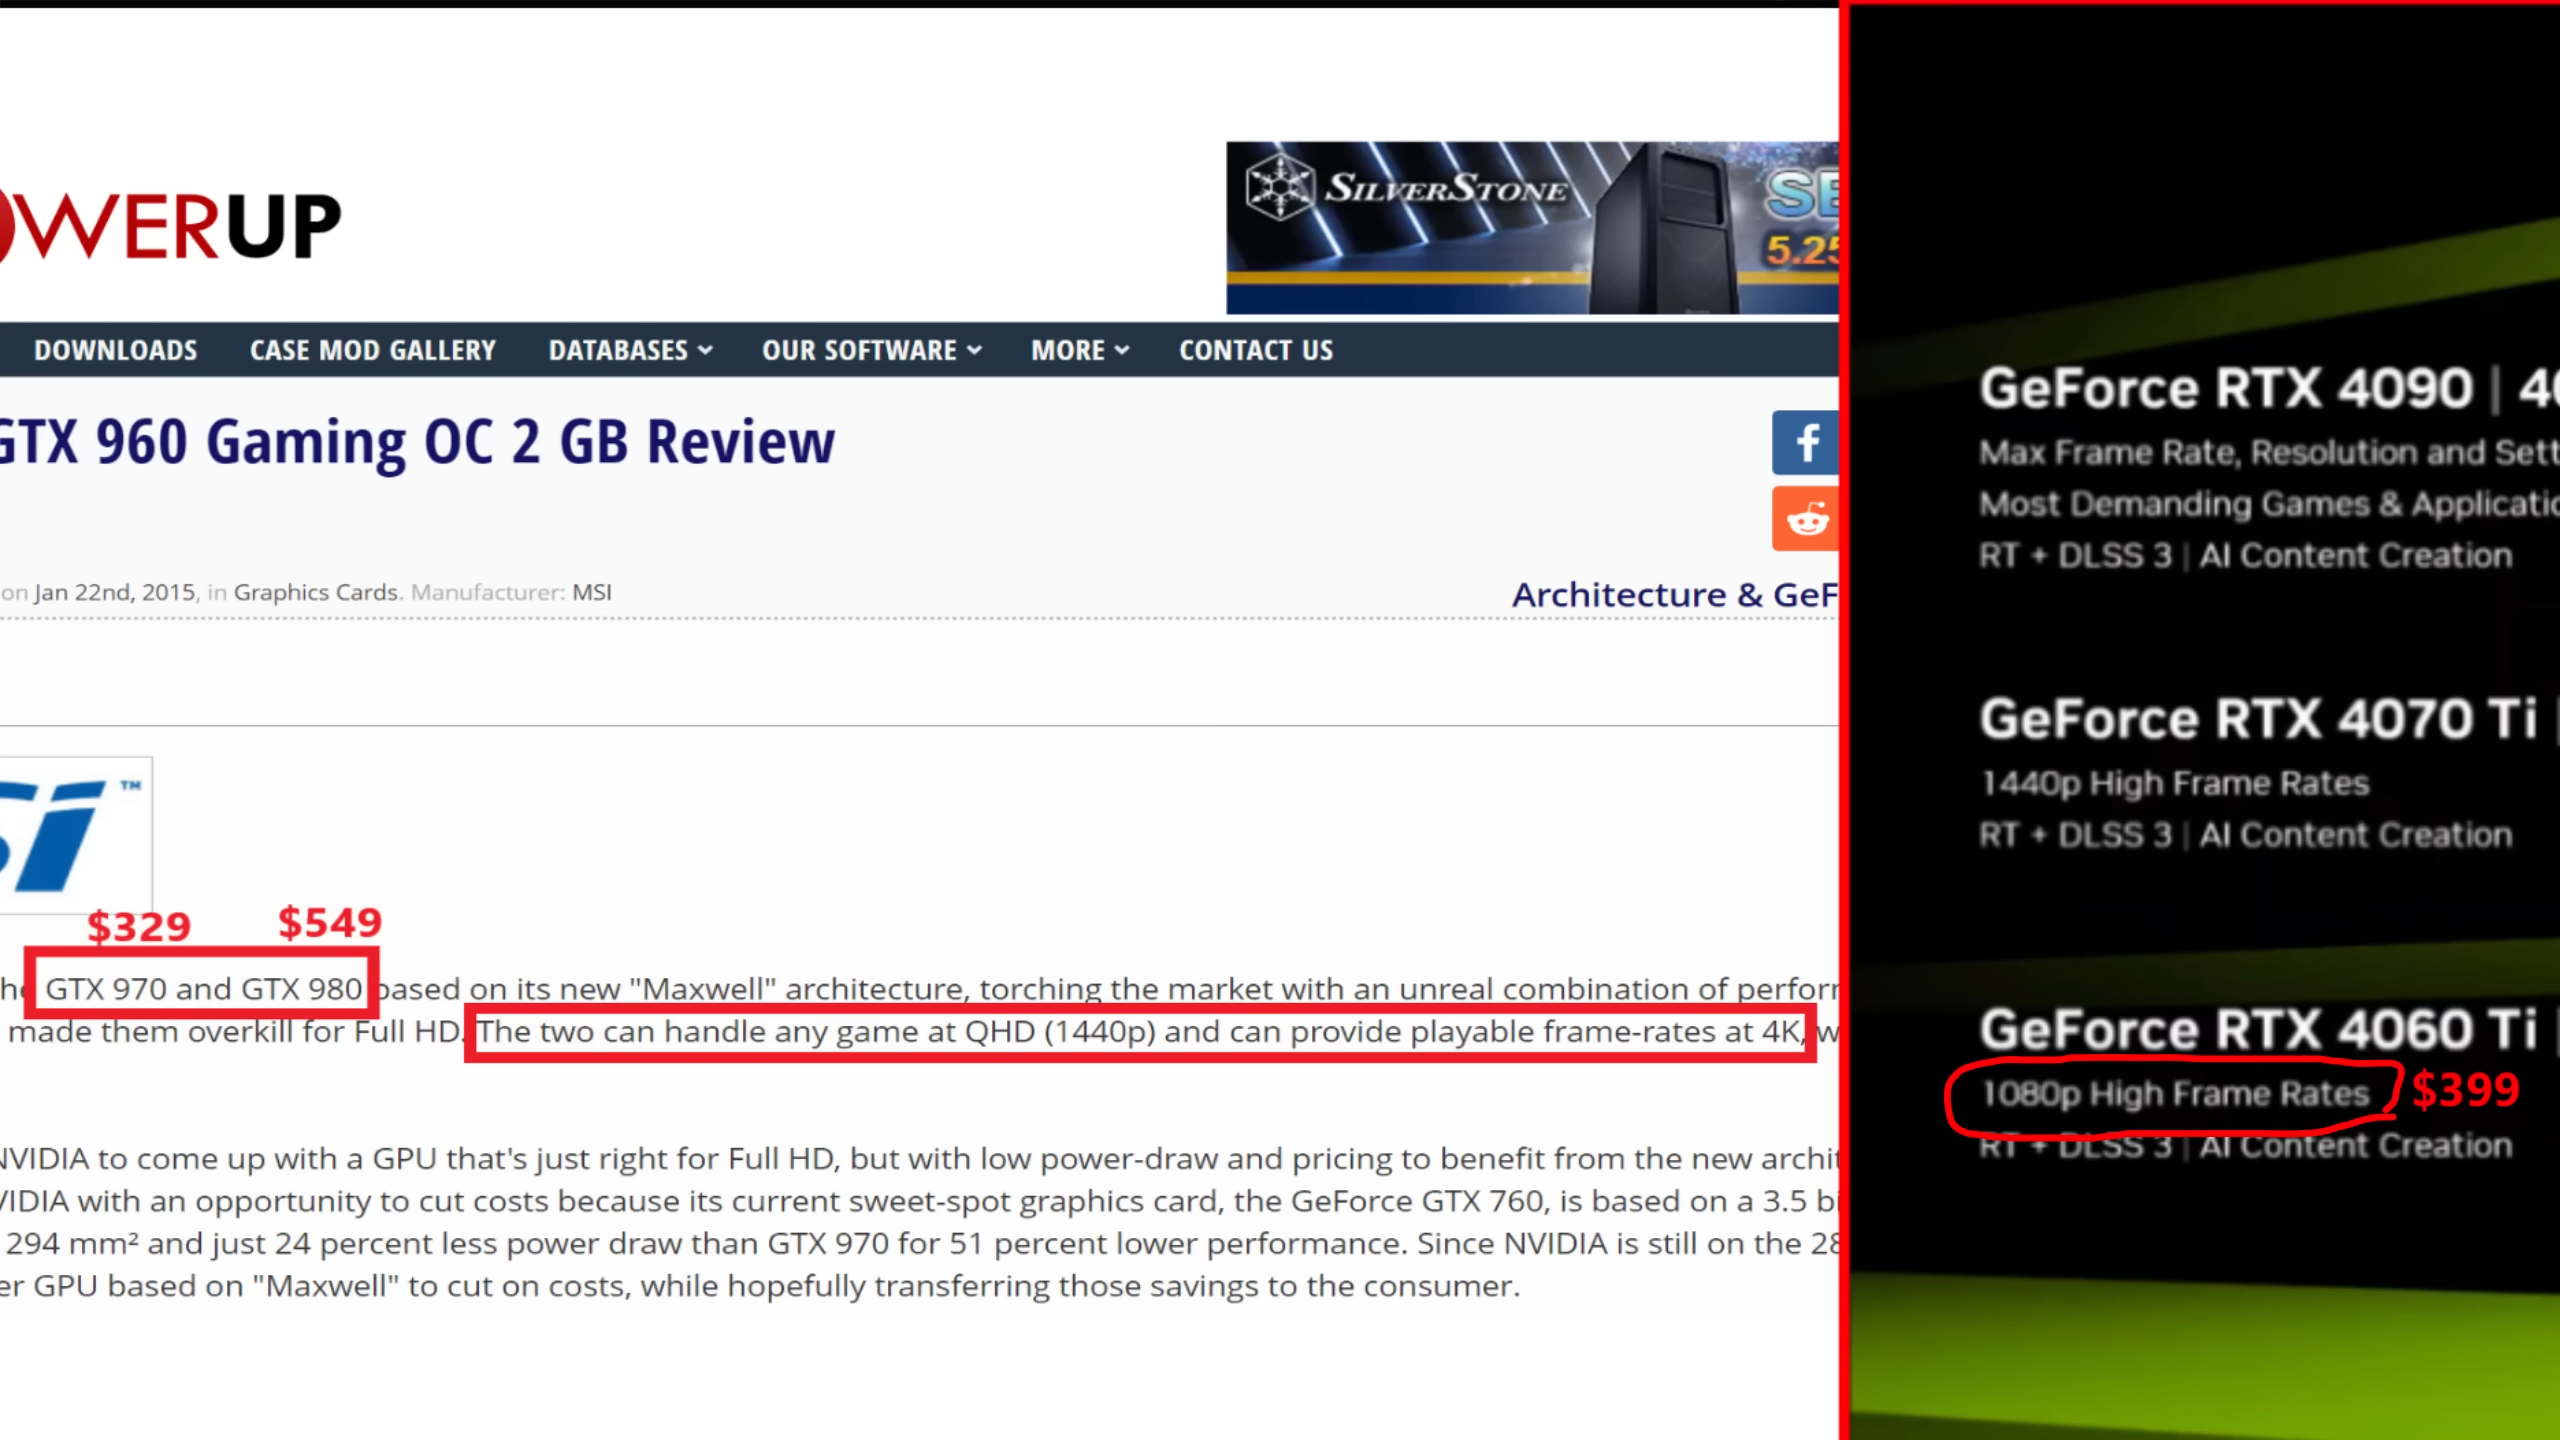 WERUP
SILVERSTONE
5.25
DOWNLOADS CASE MOD GALLERY DATABASES OUR SOFTWARE MORE CONTACT US
GTX 960 Gaming OC 2 GB Review
on Jan 22nd, 2015, in Graphics Cards. Manufacturer: MSI
Architecture & GeF
™
$329 $549
GTX 970 and GTX 980 based on its new "Maxwell" architecture, torching the market with an unreal combination of perfor
made them overkill for Full HD. The two can handle any game at QHD (1440p) and can provide playable frame-rates at 4K, w
NVIDIA to come up with a GPU that's just right for Full HD, but with low power-draw and pricing to benefit from the new archit
VIDIA with an opportunity to cut costs because its current sweet-spot graphics card, the GeForce GTX 760, is based on a 3.5 bi
294 mm² and just 24 percent less power draw than GTX 970 for 51 percent lower performance. Since NVIDIA is still on the 28
er GPU based on "Maxwell" to cut on costs, while hopefully transferring those savings to the consumer.
GeForce RTX 4090 | 40
Max Frame Rate, Resolution and Sett
Most Demanding Games & Applicatio
RT + DLSS 3 | AI Content Creation
GeForce RTX 4070 Ti |
1440p High Frame Rates
RT + DLSS 3 | AI Content Creation
GeForce RTX 4060 Ti |
1080p High Frame Rates $399
RT + DLSS 3 | AI Content Creation